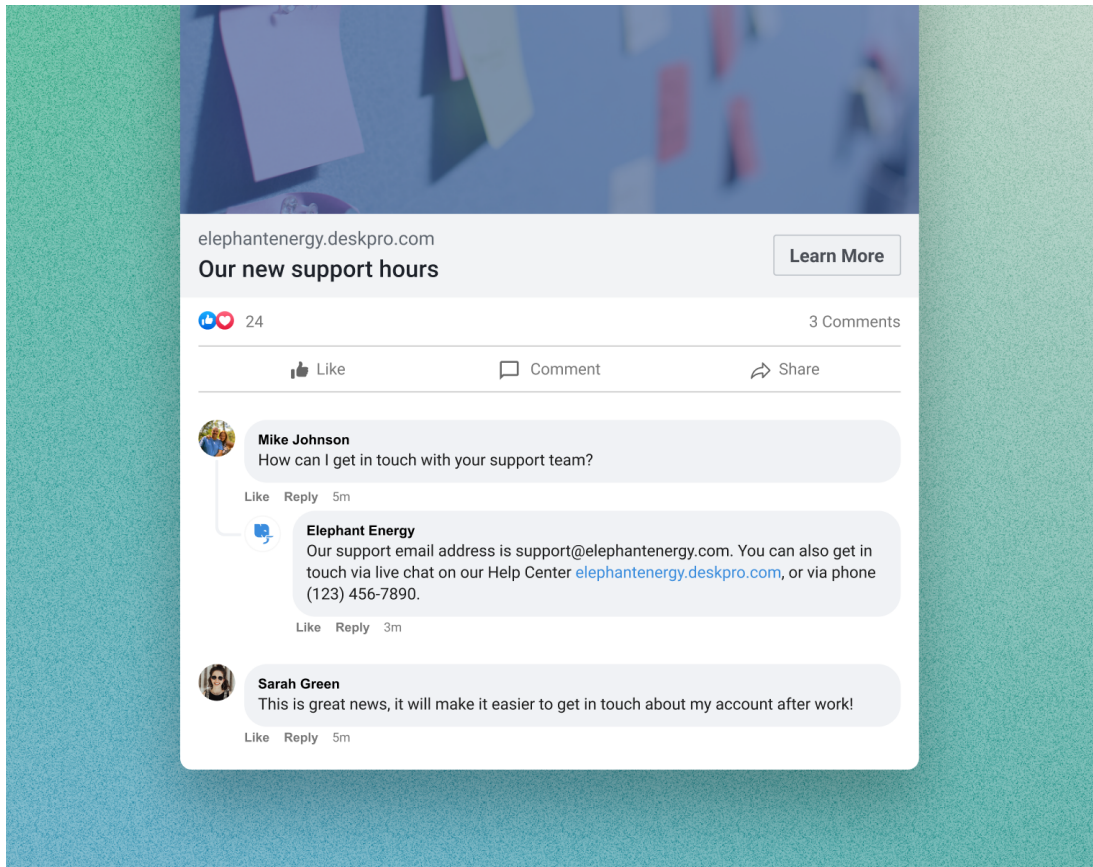 elephantenergy.deskpro.com
Our new support hours
Learn More
24
3 Comments
Like
Comment
Share
Mike Johnson
How can I get in touch with your support team?
Like Reply 5m
Elephant Energy
Our support email address is support@elephantenergy.com. You can also get in
touch via live chat on our Help Center elephantenergy.deskpro.com, or via phone
(123) 456-7890.
Like Reply 3m
Sarah Green
This is great news, it will make it easier to get in touch about my account after work!
Like Reply 5m